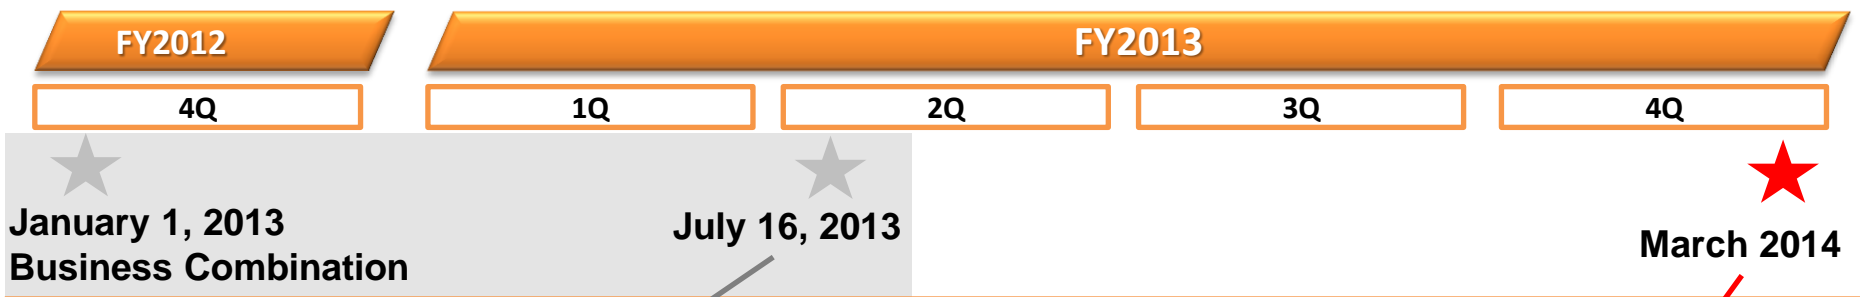 FY2012
FY2013
4Q
1Q
2Q
3Q
4Q
January 1, 2013
Business Combination
July 16, 2013
March 2014